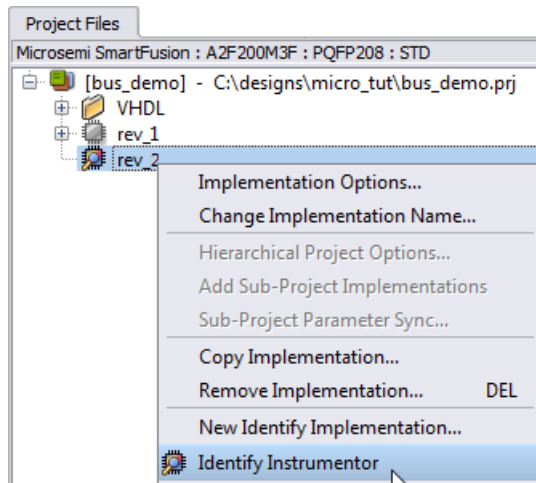 Project Files
Microsemi SmartFusion : A2F200M3F : PQFP208 : STD
[bus_demo] - C:\designs\micro_tut\bus_demo.prj
VHDL
rev_1
rev_2
Implementation Options...
Change Implementation Name...
Hierarchical Project Options...
Add Sub-Project Implementations
Sub-Project Parameter Sync...
Copy Implementation...
Remove Implementation... DEL
New Identify Implementation...
Identify Instrumentor